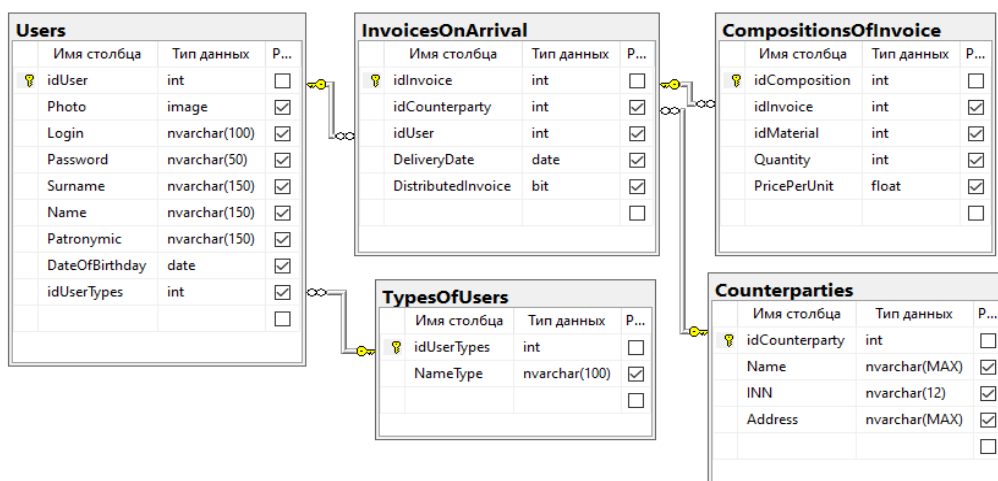 Users
Имя столбца Тип данных Р...
idUser int
Photo image
Login nvarchar(100)
Password nvarchar(50)
Surname nvarchar(150)
Name nvarchar(150)
Patronymic nvarchar(150)
DateOfBirthday date
idUserTypes int
InvoicesOnArrival
Имя столбца Тип данных Р...
idInvoice int
idCounterparty int
idUser int
DeliveryDate date
DistributedInvoice bit
CompositionsOfInvoice
Имя столбца Тип данных Р...
idComposition int
idInvoice int
idMaterial int
Quantity int
PricePerUnit float
TypesOfUsers
Имя столбца Тип данных Р...
idUserTypes int
NameType nvarchar(100)
Counterparties
Имя столбца Тип данных Р...
idCounterparty int
Name nvarchar(MAX)
INN nvarchar(12)
Address nvarchar(MAX)